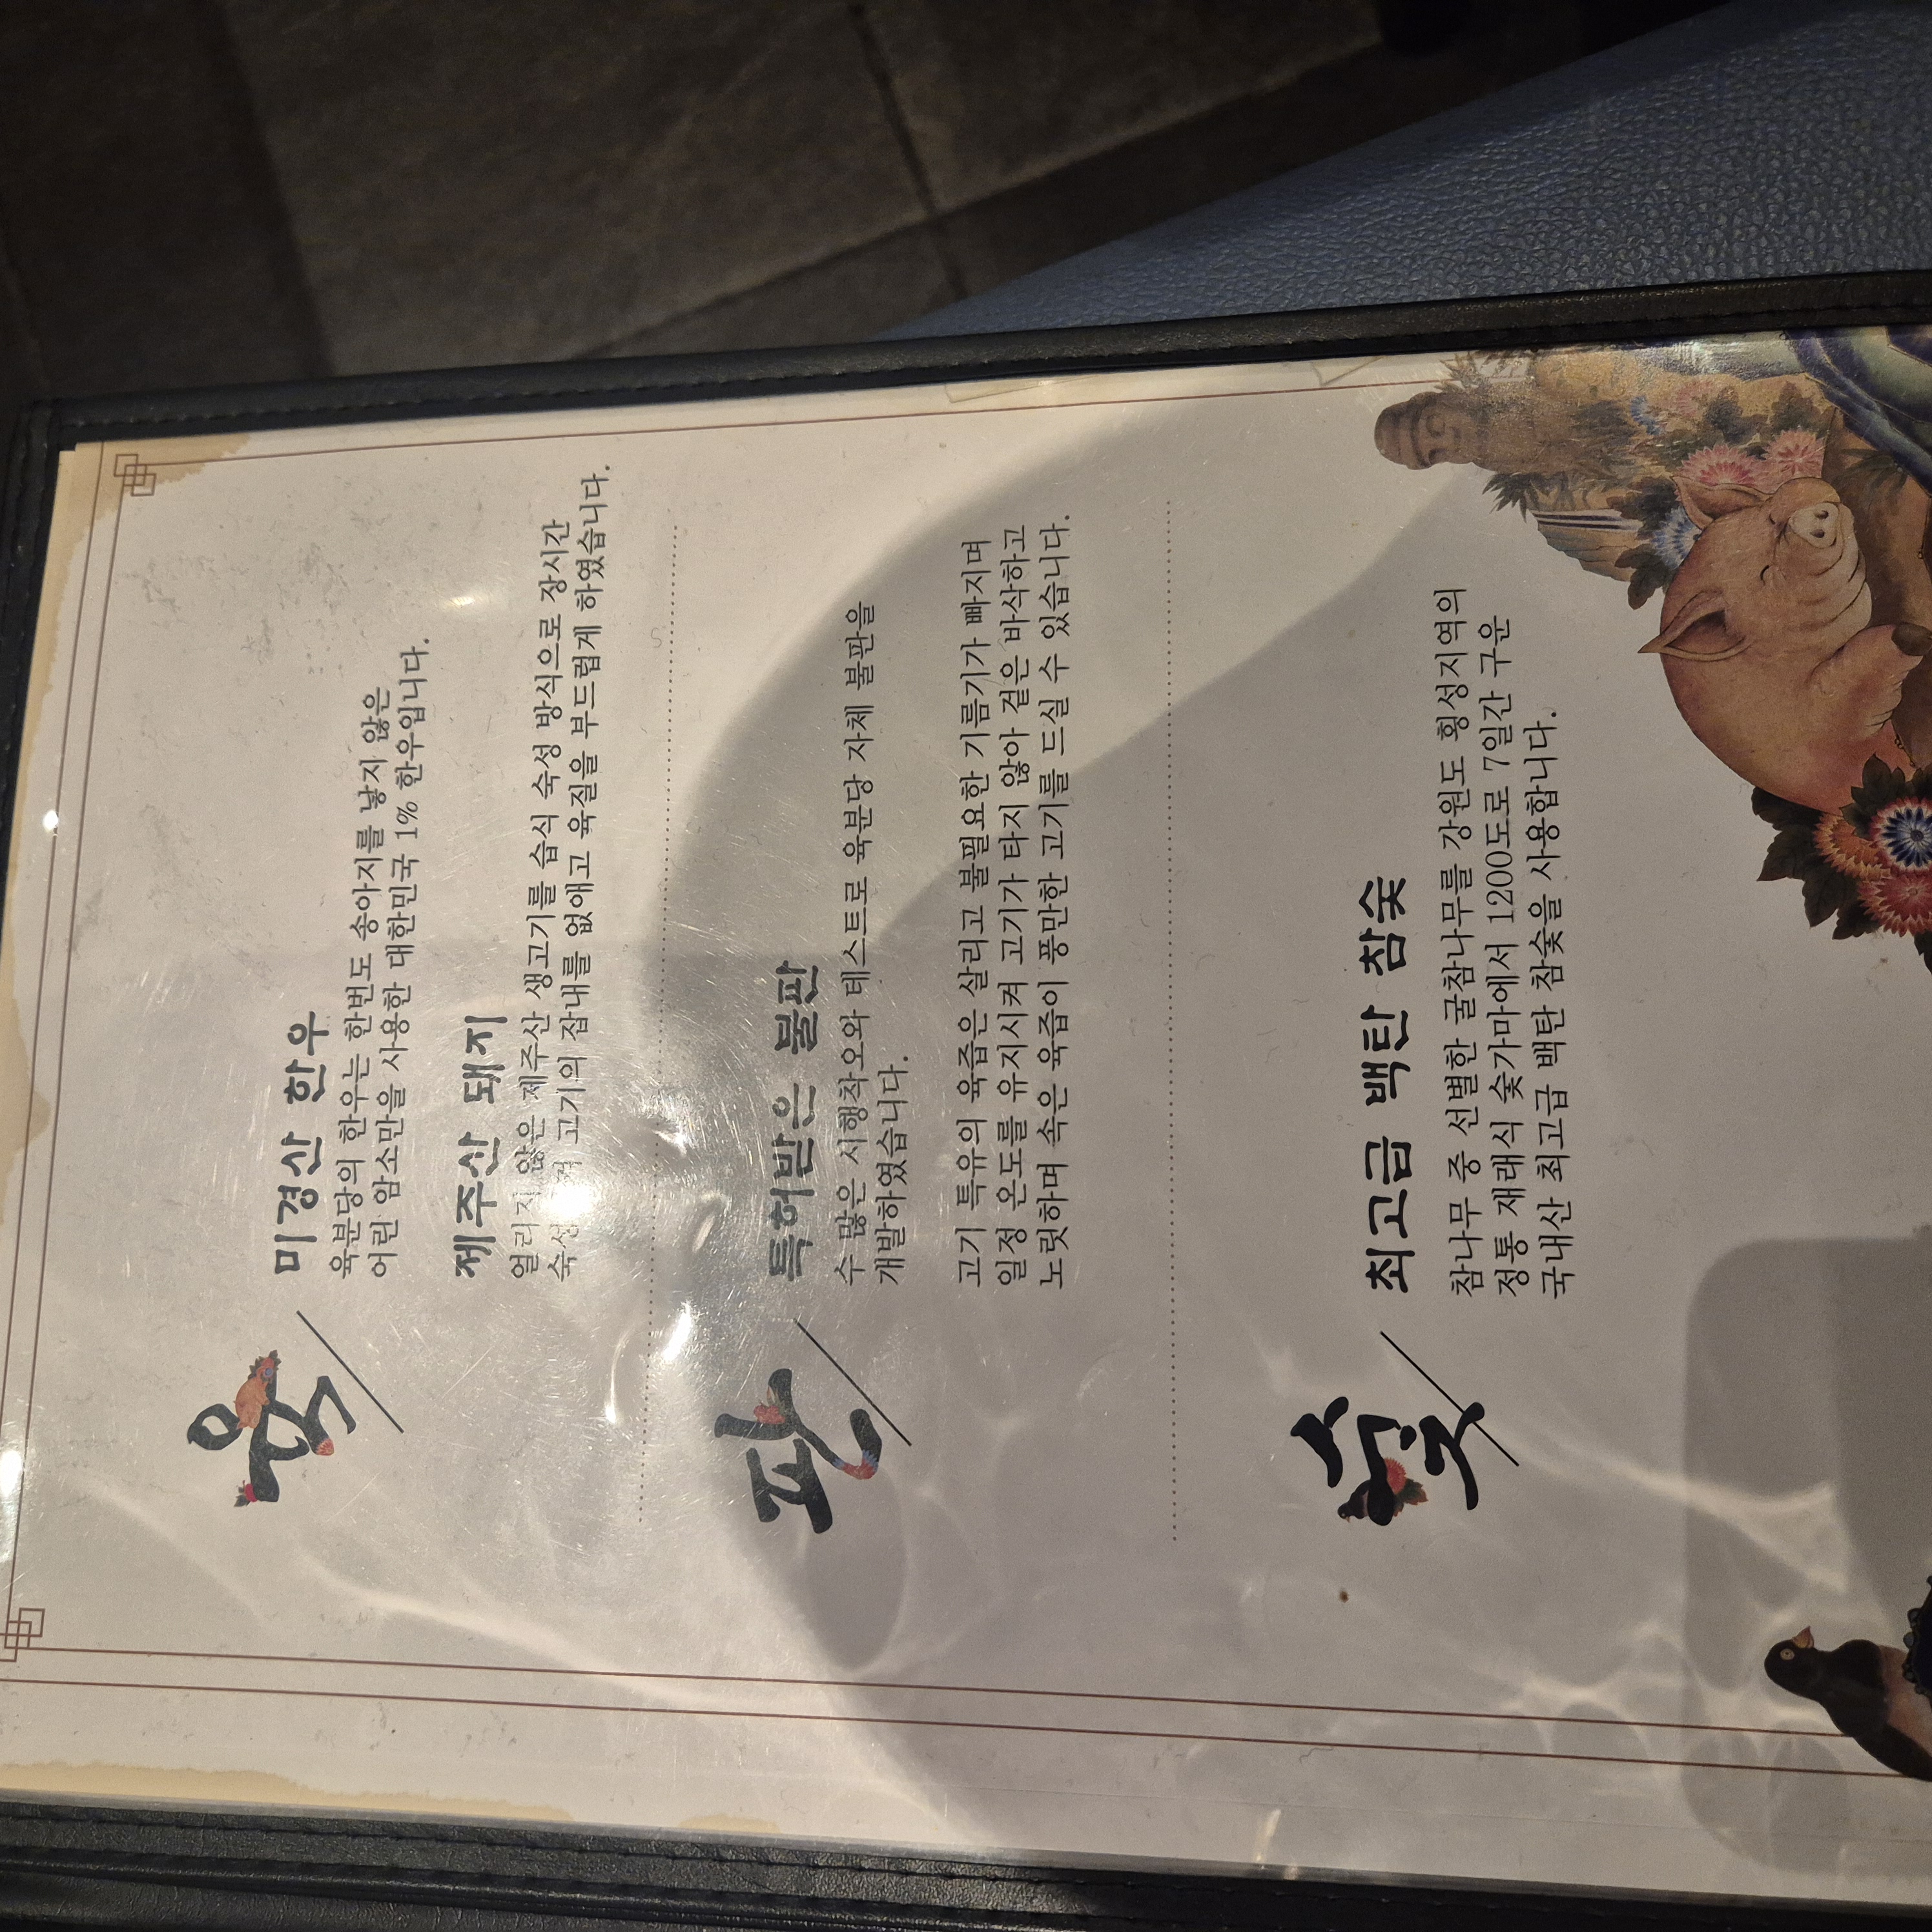 육
미경산 한우
육분당의 한우는 한번도 송아지를 낳지 않은
어린 암소만을 사용한 대한민국 1% 한우입니다.
제주산 돼지
얼리지 않은 제주산 생고기를 습식 숙성 방식으로 장시간
고기의 잡내를 없애고 육질을 부드럽게 하였습니다.
판
특허받은 불판
수 많은 시행착오와 테스트로 육분당 자체 불판을
개발하였습니다.
고기 특유의 육즙은 살리고 불필요한 기름기가 빠지며
일정 온도를 유지시켜 고기가 타지 않아 겉은 바삭하고
노릿하며 속은 육즙이 풍만한 고기를 드실 수 있습니다.
숯
최고급 백탄 참숯
참나무 중 선별한 굴참나무를 강원도 횡성지역의
정통 재래식 숯가마에서 1200도로 7일간 구운
국내산 최고급 백탄 참숯을 사용합니다.